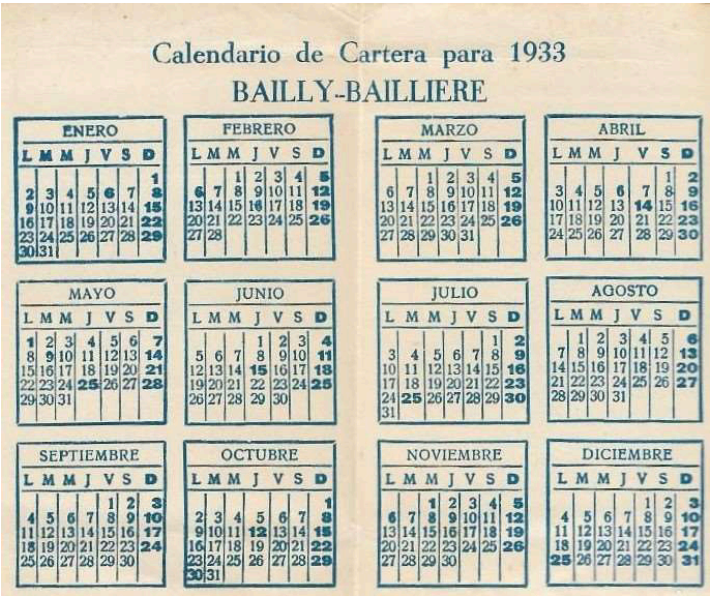 Calendario de Cartera para 1933
BAILLY-BAILLIERE
ENERO
L M M J V S D
1
2 3 4 5 6 7 8
9 10 11 12 13 14 15
16 17 18 19 20 21 22
23 24 25 26 27 28 29
30 31
FEBRERO
L M M J V S D
1 2 3 4 5
6 7 8 9 10 11 12
13 14 15 16 17 18 19
20 21 22 23 24 25 26
27 28
MARZO
L M M J V S D
1 2 3 4 5
6 7 8 9 10 11 12
13 14 15 16 17 18 19
20 21 22 23 24 25 26
27 28 29 30 31
ABRIL
L M M J V S D
1 2
3 4 5 6 7 8 9
10 11 12 13 14 15 16
17 18 19 20 21 22 23
24 25 26 27 28 29 30
MAYO
L M M J V S D
1 2 3 4 5 6 7
8 9 10 11 12 13 14
15 16 17 18 19 20 21
22 23 24 25 26 27 28
29 30 31
JUNIO
L M M J V S D
1 2 3 4
5 6 7 8 9 10 11
12 13 14 15 16 17 18
19 20 21 22 23 24 25
26 27 28 29 30
JULIO
L M M J V S D
1 2
3 4 5 6 7 8 9
10 11 12 13 14 15 16
17 18 19 20 21 22 23
24 25 26 27 28 29 30
31
AGOSTO
L M M J V S D
1 2 3 4 5 6
7 8 9 10 11 12 13
14 15 16 17 18 19 20
21 22 23 24 25 26 27
28 29 30 31
SEPTIEMBRE
L M M J V S D
1 2 3
4 5 6 7 8 9 10
11 12 13 14 15 16 17
18 19 20 21 22 23 24
25 26 27 28 29 30
OCTUBRE
L M M J V S D
1
2 3 4 5 6 7 8
9 10 11 12 13 14 15
16 17 18 19 20 21 22
23 24 25 26 27 28 29
30 31
NOVIEMBRE
L M M J V S D
1 2 3 4 5
6 7 8 9 10 11 12
13 14 15 16 17 18 19
20 21 22 23 24 25 26
27 28 29 30
DICIEMBRE
L M M J V S D
1 2 3
4 5 6 7 8 9 10
11 12 13 14 15 16 17
18 19 20 21 22 23 24
25 26 27 28 29 30 31